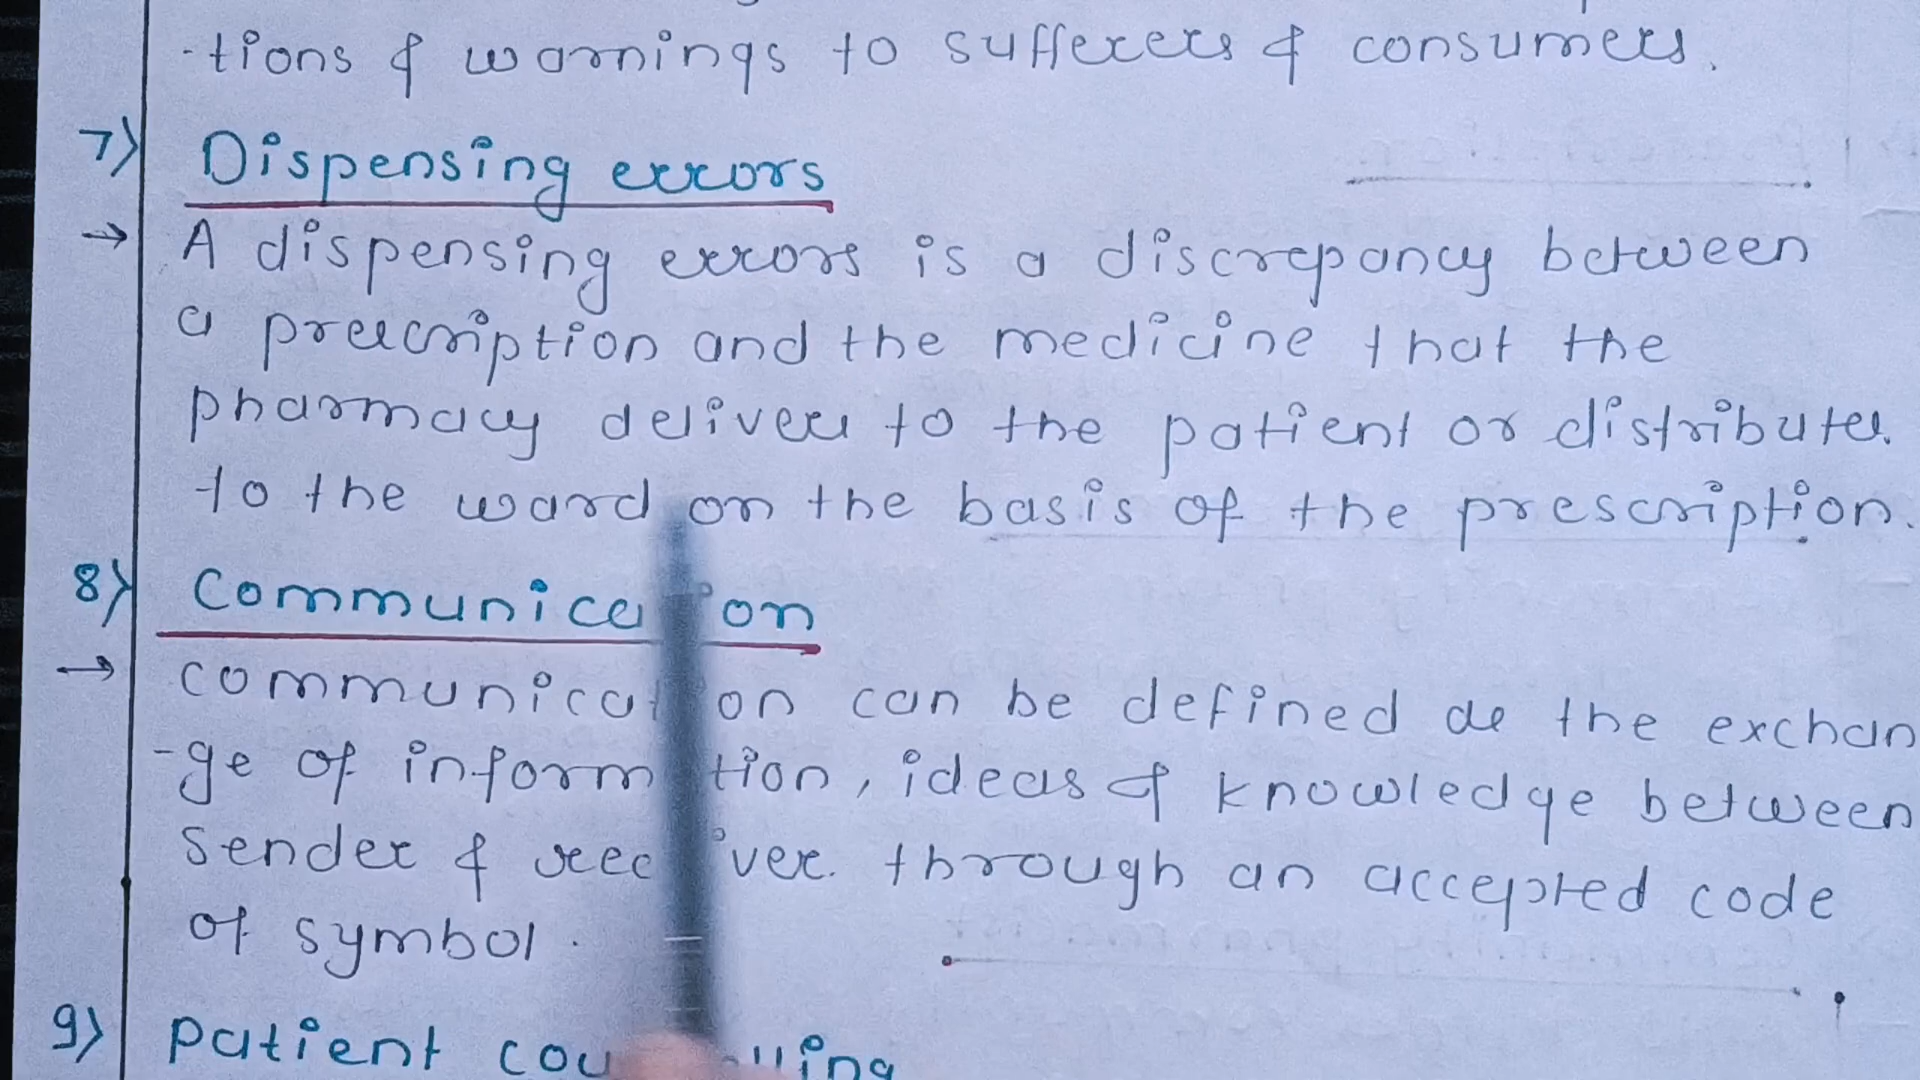 -tions & warnings to sufferers & consumers.
7) Dispensing errors
→ A dispensing errors is a discrepancy between
a prescription and the medicine that the
pharmacy delivers to the patient or distributes
to the ward on the basis of the prescription.
8) Communication
→ communication can be defined as the exchan
-ge of information, ideas & knowledge between
sender & receiver through an accepted code
of symbol.
9) patient counselling